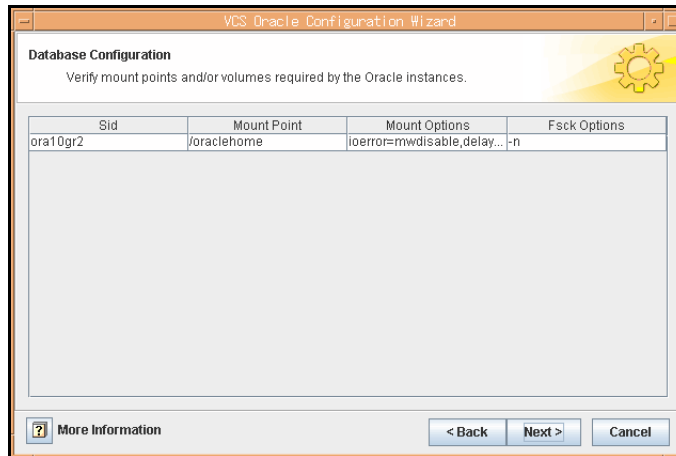 VCS Oracle Configuration Wizard
Database Configuration
Verify mount points and/or volumes required by the Oracle instances.
Sid Mount Point Mount Options Fsck Options
ora10gr2 /oraclehome ioerror=mwdisable,delay... -n
? More Information < Back Next > Cancel